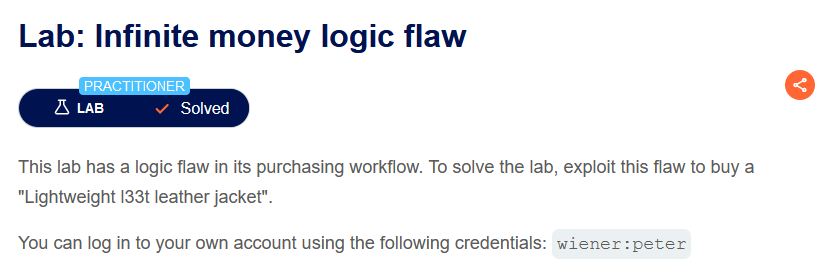 Lab: Infinite money logic flaw
PRACTITIONER
LAB Solved
This lab has a logic flaw in its purchasing workflow. To solve the lab, exploit this flaw to buy a
"Lightweight l33t leather jacket".
You can log in to your own account using the following credentials: wiener:peter